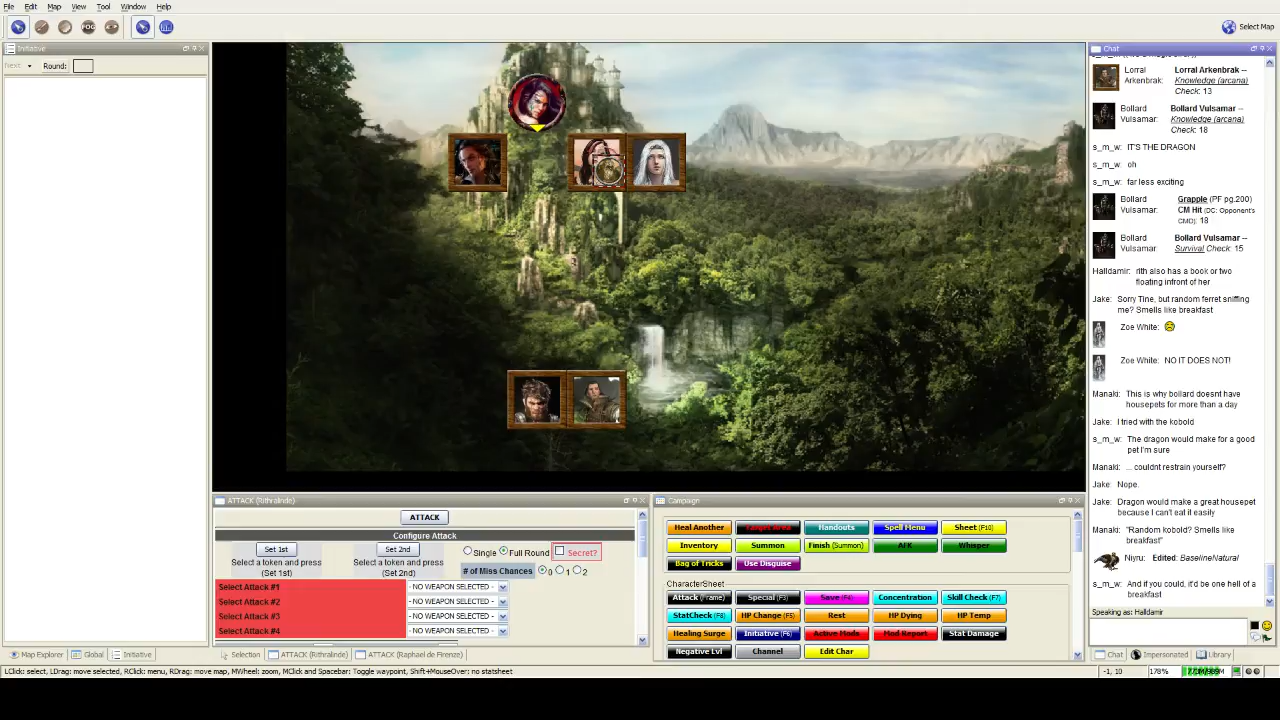 File Edit Map View Tool Window Help
FOG
Select Map
Initiative
Next Round:
Chat
Lorral Arkenbrak: Lorral Arkenbrak --
Knowledge (arcana)
Check: 13
Bollard Vulsamar: Bollard Vulsamar --
Knowledge (arcana)
Check: 18
s_m_w: IT'S THE DRAGON
s_m_w: oh
s_m_w: far less exciting
Bollard Vulsamar: Grapple (PF pg.200)
CM Hit (DC: Opponent's
CMD): 18
Bollard Vulsamar: Bollard Vulsamar --
Survival Check: 15
Halldamir: rith also has a book or two
floating infront of her
Jake: Sorry Tine, but random ferret sniffing
me? Smells like breakfast
Zoe White:
Zoe White: NO IT DOES NOT!
Manaki: This is why bollard doesnt have
housepets for more than a day
Jake: I tried with the kobold
s_m_w: The dragon would make for a good
pet I'm sure
Manaki: ... couldnt restrain yourself?
Jake: Nope.
Jake: Dragon would make a great housepet
because I can't eat it easily
Manaki: "Random kobold? Smells like
breakfast"
Niyru: Edited: BaselineNatural
s_m_w: And if you could, it'd be one hell of a
breakfast
Speaking as: Halldamir
Chat Impersonated Library
ATTACK (Rithralnde)
ATTACK
Configure Attack
Set 1st Set 2nd Single Full Round Secret?
Select a token and press
(Set 1st)
Select a token and press
(Set 2nd)
# of Miss Chances 0 1 2
Select Attack #1 - NO WEAPON SELECTED -
Select Attack #2 - NO WEAPON SELECTED -
Select Attack #3 - NO WEAPON SELECTED -
Select Attack #4 - NO WEAPON SELECTED -
Campaign
Heal Another Handouts Spell Menu Sheet (F10)
Inventory Summon Finish (Summon) AFK Whisper
Bag of Tricks Use Disguise
CharacterSheet
Attack (Frame) Special (F3) Save (F4) Concentration Skill Check (F7)
StatCheck (F8) HP Change (F5) Rest HP Dying HP Temp
Healing Surge Initiative (F6) Active Mods Mod Report Stat Damage
Negative Lvl Channel Edit Char
Map Explorer Global Initiative
Selection ATTACK (Rithralnde) ATTACK (Raphael de Firenze)
LClick: select, LDrag: move selected, RClick: menu, RDrag: move map, MWheel: zoom, MClick and Spacebar: Toggle waypoint, Shift+MouseOver: no statsheet
-1, 10 178%